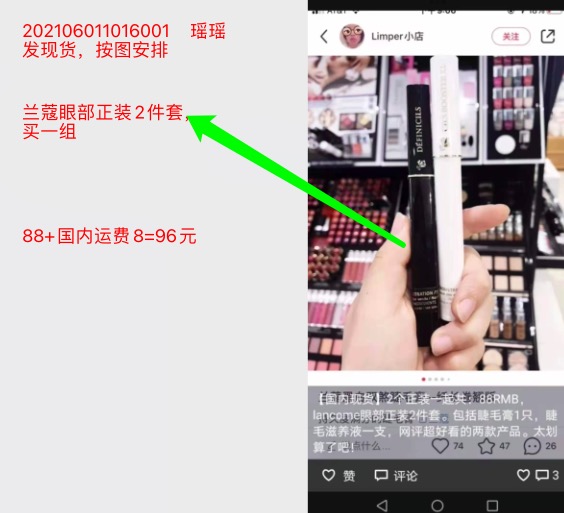 202106011016001 瑶瑶
发现货，按图安排
兰蔻眼部正装2件套，
买一组
88+国内运费8=96元
Limper小店
关注
DÉFINICILS
【国内现货】2个正装一起共：88RMB，
lancome眼部正装2件套。包括睫毛膏1只，睫
毛滋养液一支，网评超好看的两款产品。太划
算了吧！
点什么...
74
47
26
赞
评论
3